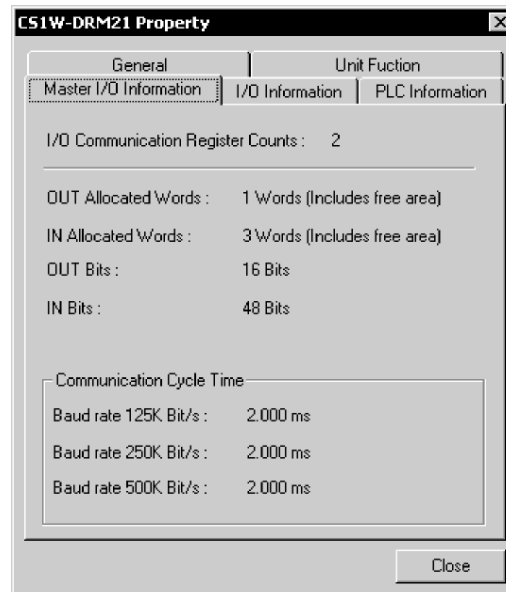 CS1W-DRM21 Property
General
Unit Fuction
Master I/O Information
I/O Information
PLC Information
I/O Communication Register Counts : 2
OUT Allocated Words : 1 Words (Includes free area)
IN Allocated Words : 3 Words (Includes free area)
OUT Bits : 16 Bits
IN Bits : 48 Bits
Communication Cycle Time
Baud rate 125K Bit/s : 2.000 ms
Baud rate 250K Bit/s : 2.000 ms
Baud rate 500K Bit/s : 2.000 ms
Close